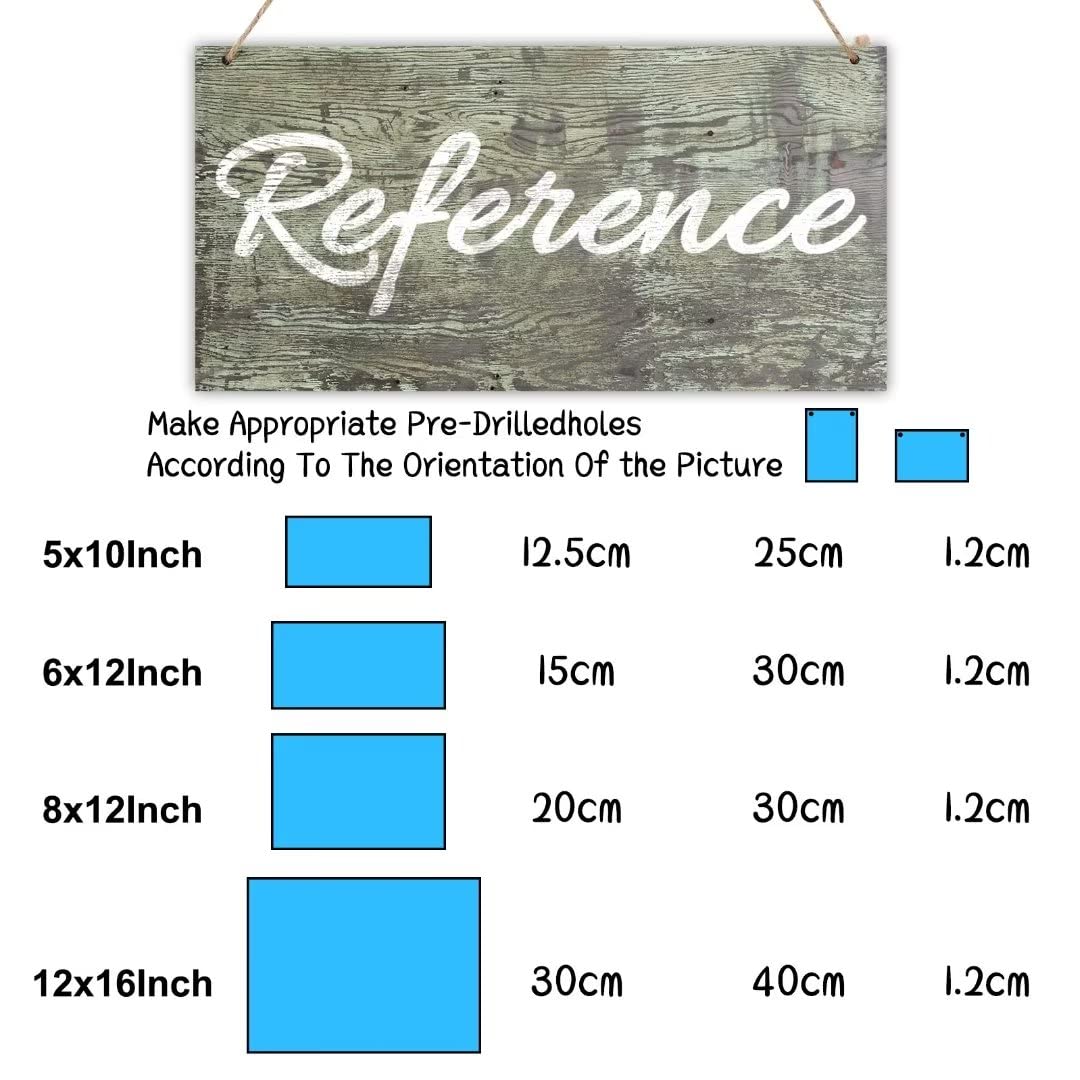 Reference
Make Appropriate Pre-Drilledholes
According To The Orientation Of the Picture
5x10Inch 12.5cm 25cm 1.2cm
6x12Inch 15cm 30cm 1.2cm
8x12Inch 20cm 30cm 1.2cm
12x16Inch 30cm 40cm 1.2cm